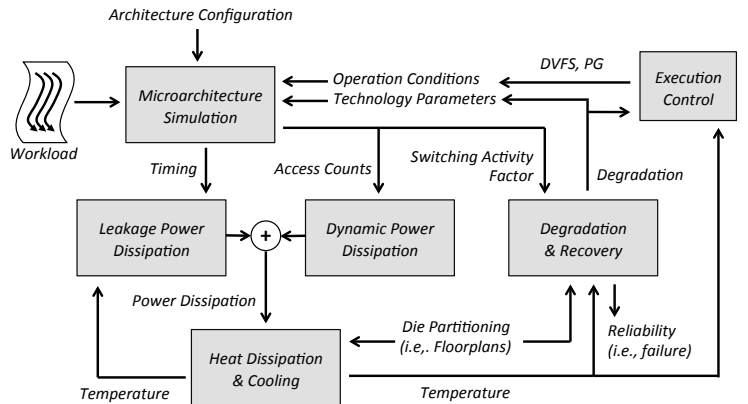 Architecture Configuration
DVFS, PG
Execution
Control
Operation Conditions
Technology Parameters
Microarchitecture
Simulation
Workload
Timing
Access Counts
Switching Activity
Factor
Degradation
Leakage Power
Dissipation
+
Dynamic Power
Dissipation
Degradation
& Recovery
Power Dissipation
Die Partitioning
(i.e,. Floorplans)
Reliability
(i.e., failure)
Heat Dissipation
& Cooling
Temperature
Temperature